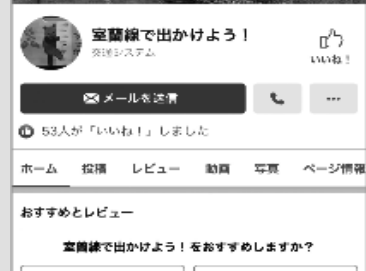 室蘭線で出かけよう！
交通システム
いいね！
メールを送信
53人が「いいね！」しました
ホーム 投稿 レビュー 動画 写真 ページ情報
おすすめとレビュー
室蘭線で出かけよう！をおすすめしますか？